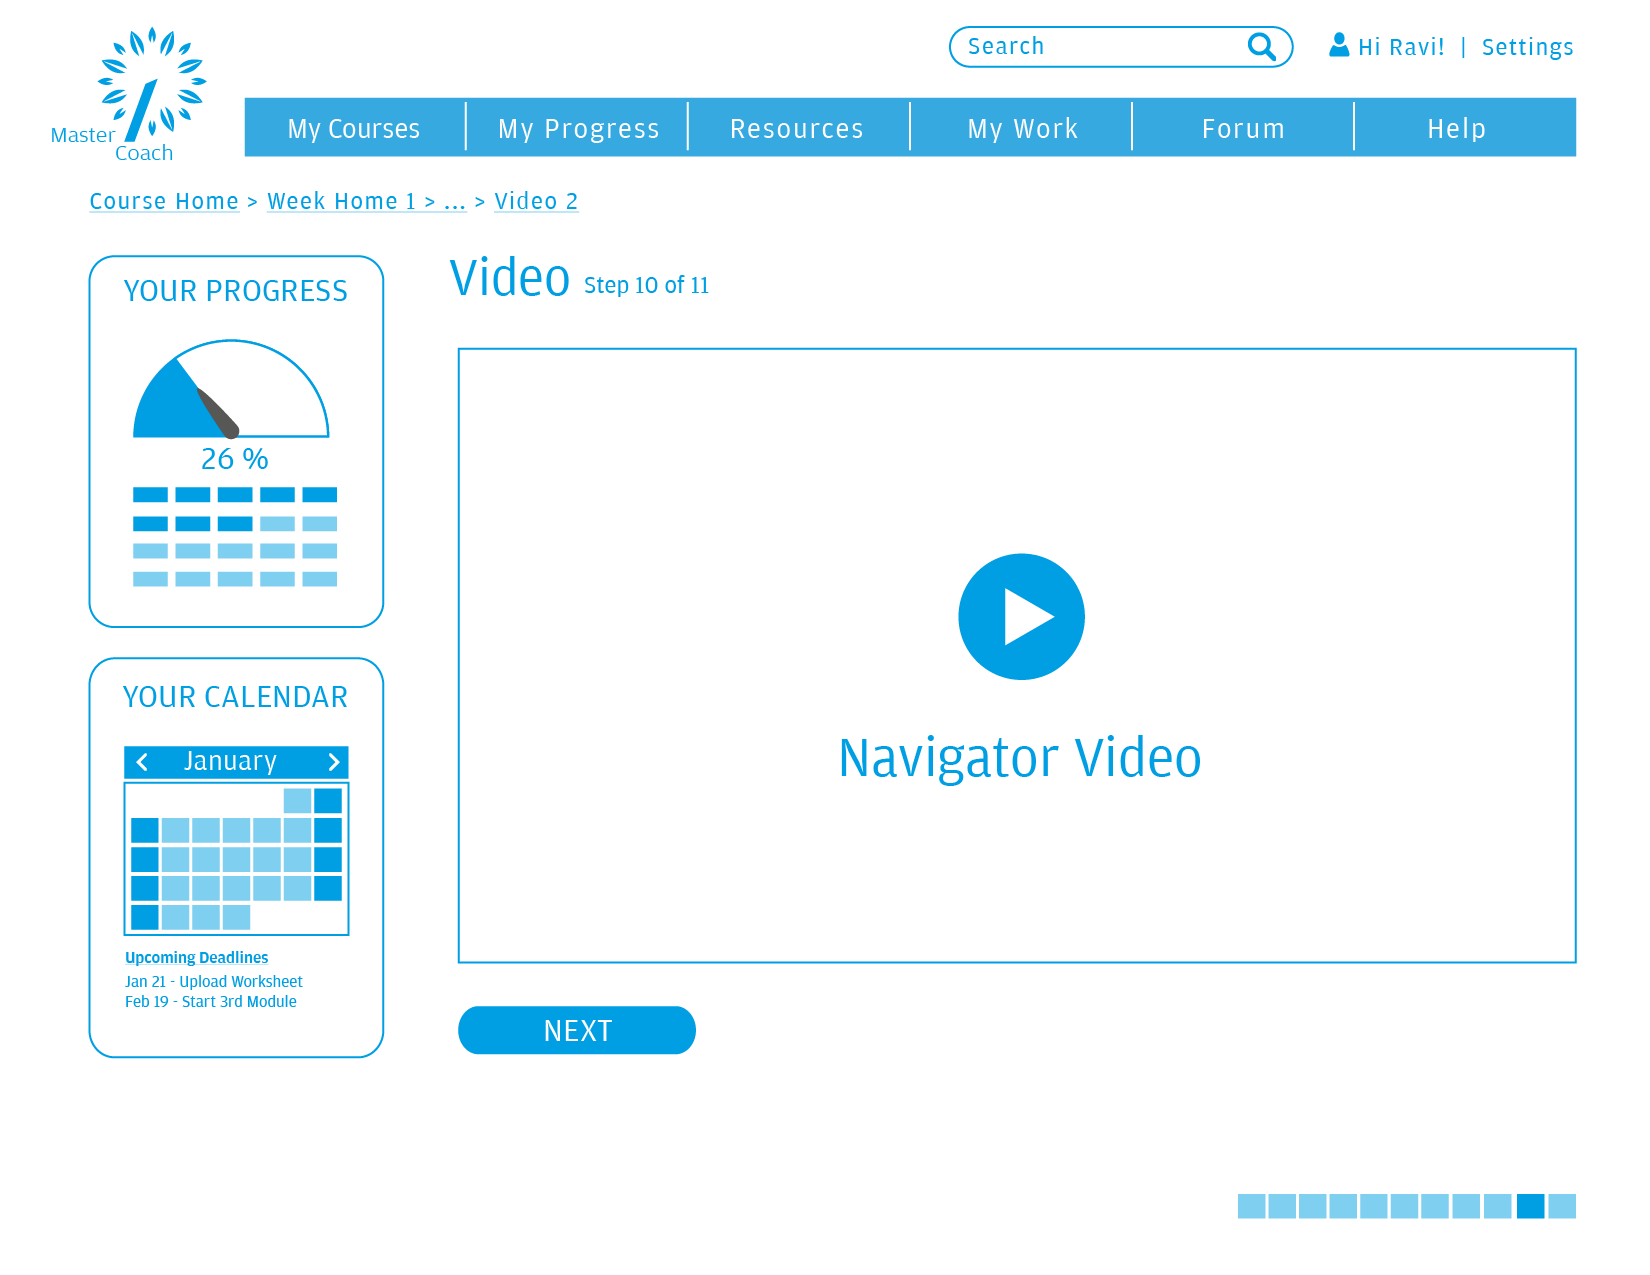 Search
Hi Ravi! | Settings
Master
Coach
My Courses
My Progress
Resources
My Work
Forum
Help
Course Home > Week Home 1 > ... > Video 2
YOUR PROGRESS
26 %
YOUR CALENDAR
January
Upcoming Deadlines
Jan 21 - Upload Worksheet
Feb 19 - Start 3rd Module
Video Step 10 of 11
Navigator Video
NEXT